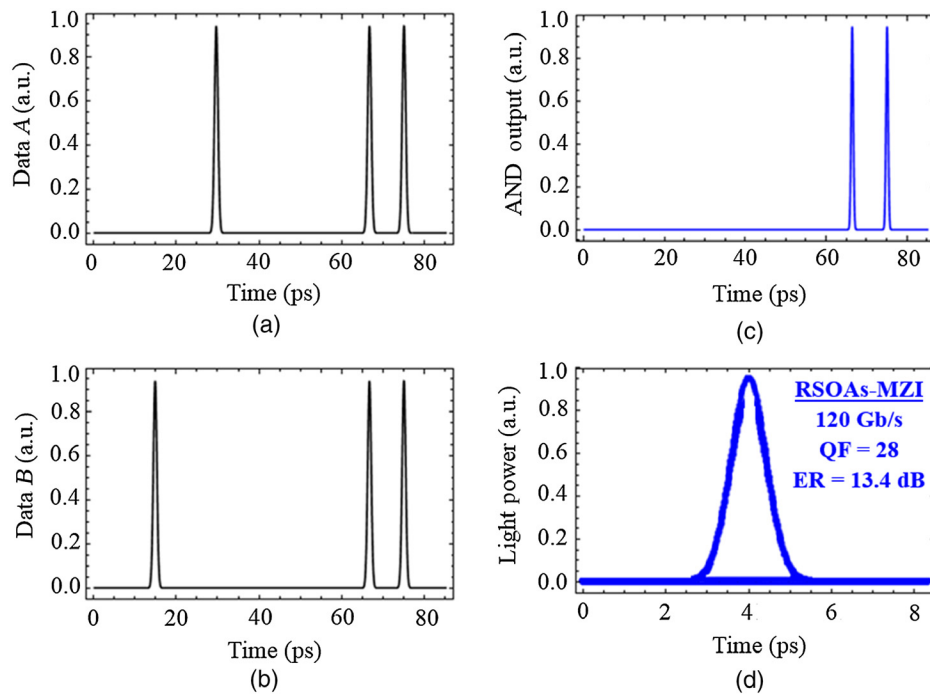 1.0
0.8
0.6
0.4
0.2
0.0
Data A (a.u.)
0 20 40 60 80
Time (ps)
(a)
1.0
0.8
0.6
0.4
0.2
0.0
AND output (a.u.)
0 20 40 60 80
Time (ps)
(c)
1.0
0.8
0.6
0.4
0.2
0.0
Data B (a.u.)
0 20 40 60 80
Time (ps)
(b)
1.0
0.8
0.6
0.4
0.2
0.0
Light power (a.u.)
RSOAs-MZI
120 Gb/s
QF = 28
ER = 13.4 dB
0 2 4 6 8
Time (ps)
(d)